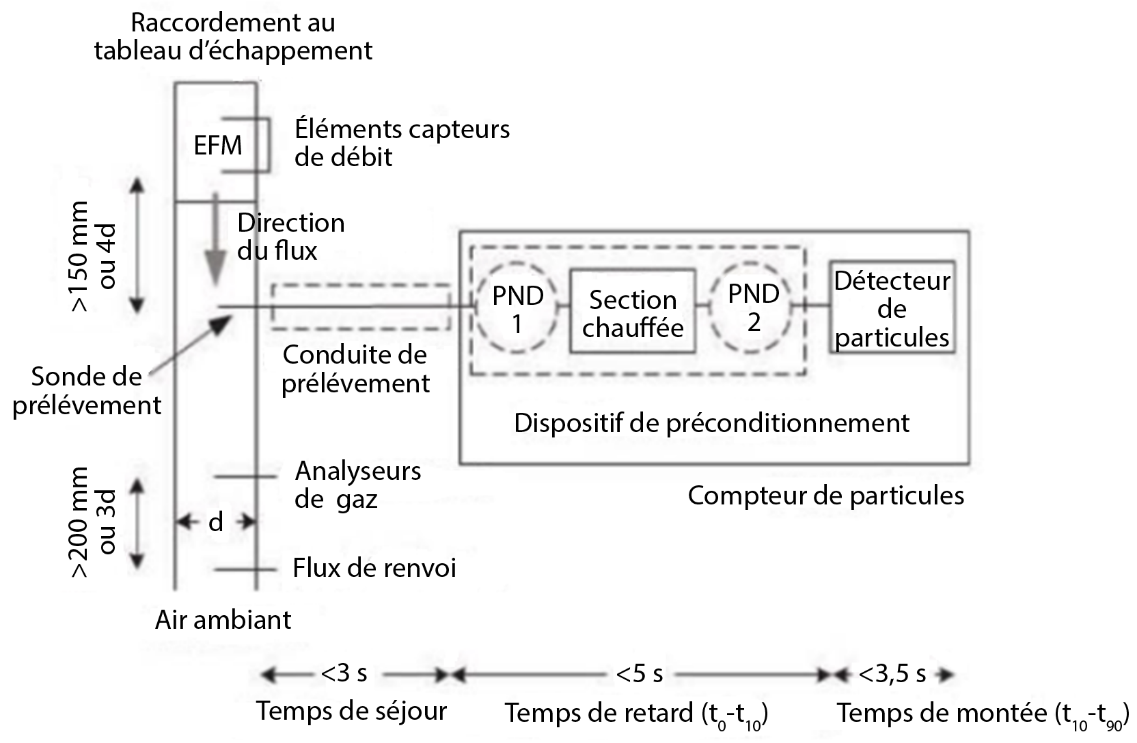 Raccordement au
tableau d’échappement
EFM
Éléments capteurs
de débit
>150 mm
ou 4d
Direction
du flux
PND
1
Section
chauffée
PND
2
Détecteur
de
particules
Conduite de
prélévement
Sonde de
prélévement
Dispositif de préconditionnement
Compteur de particules
>200 mm
ou 3d
Analyseurs
de gaz
d
Flux de renvoi
Air ambiant
<3 s
<5 s
<3,5 s
Temps de séjour
Temps de retard (t0-t10)
Temps de montée (t10-t90)